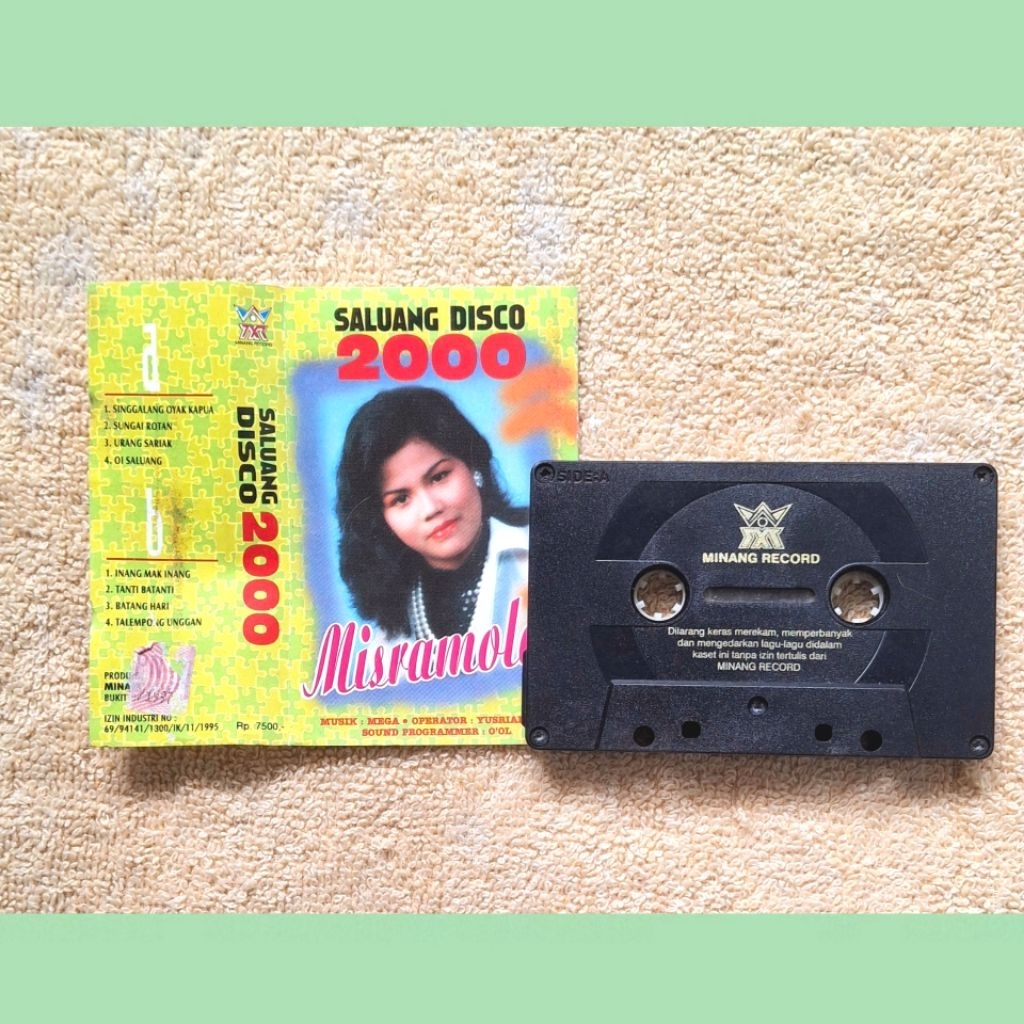 1. SINGGALANG OYAK KAPUA
2. SUNGAI ROTAN
3. URANG SARIAK
4. OI SALUANG
1. INANG MAK INANG
2. TANTI BATANTI
3. BATANG HARI
4. TALEMPONG UNGGAN
IZIN INDUSTRI NO :
69/94141/1300/IK/11/1995
MINANG RECORD
SALUANG
DISCO 2000
Rp 7500,-
SALUANG DISCO
2000
MUSIK : MEGA • OPERATOR :
SOUND PROGRAMMER : O'OL
SIDE-A
MINANG RECORD
Dilarang keras merekam, memperbanyak
dan mengedarkan lagu-lagu didalam
kaset ini tanpa izin tertulis dari
MINANG RECORD